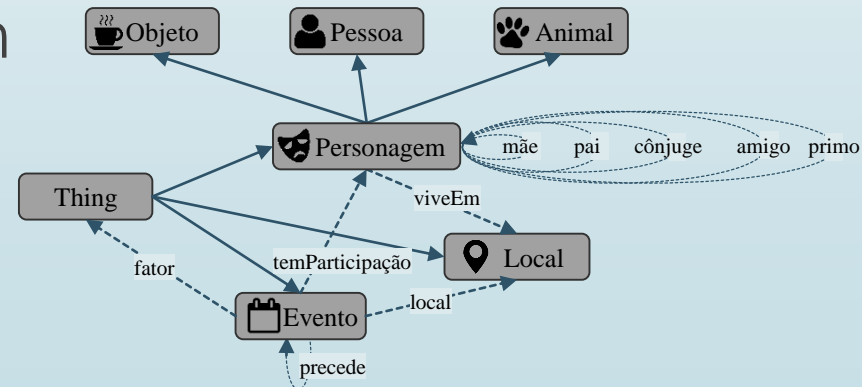 Objeto
Pessoa
Animal
Personagem
mãe
pai
cônjuge
amigo
primo
Thing
viveEm
fator
temParticipação
Local
Evento
local
precede